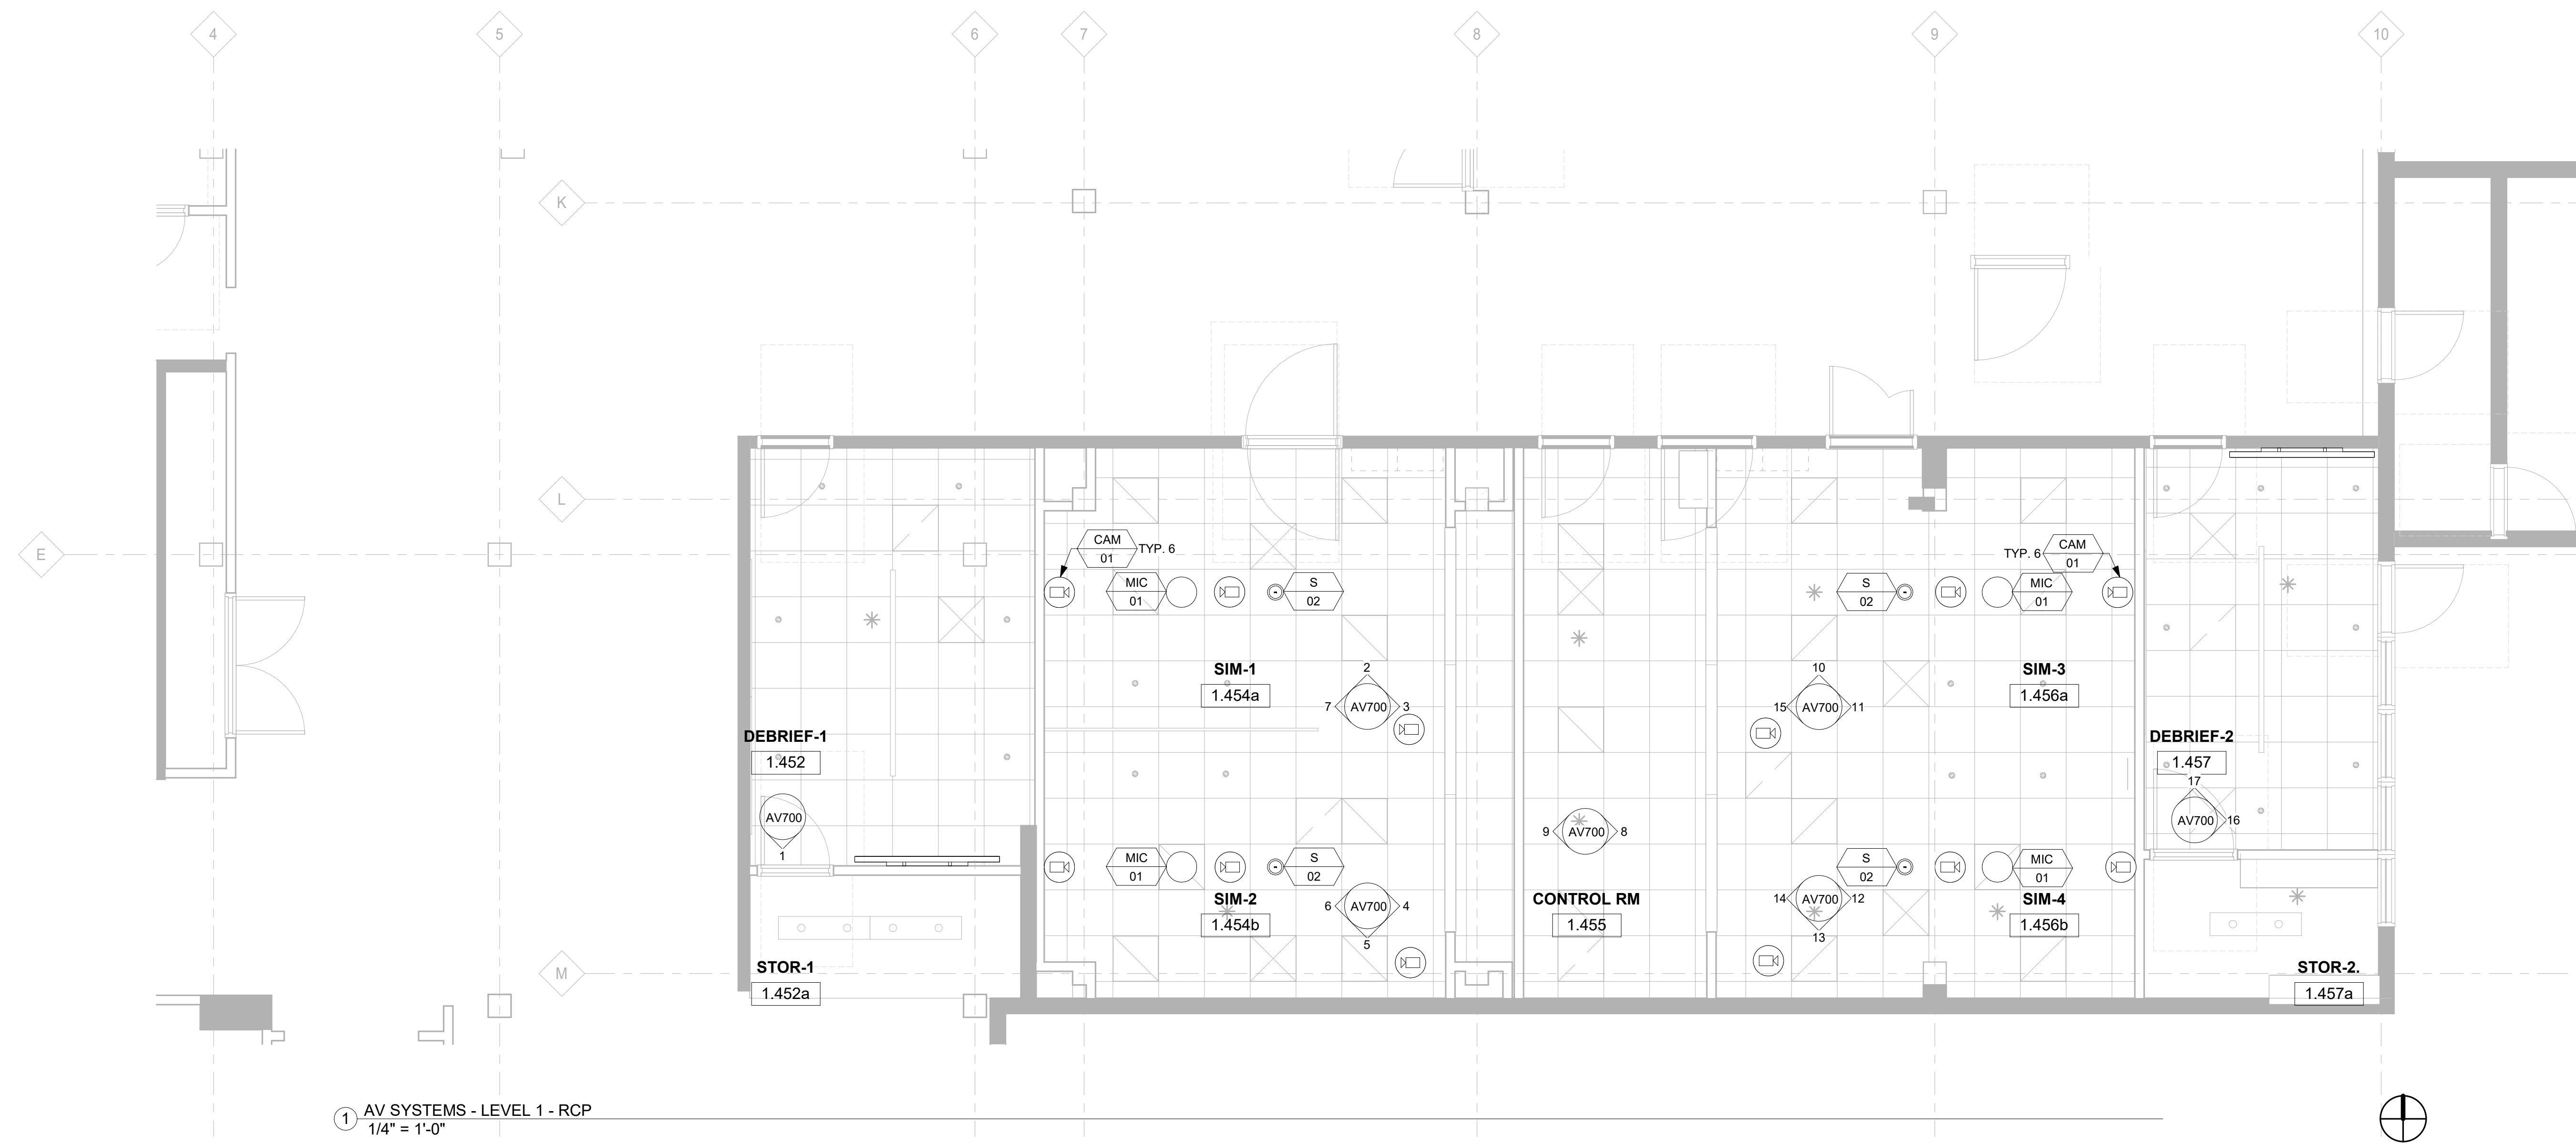 4
5
6
7
8
9
10
K
L
E
M
CAM
01
TYP. 6
MIC
01
S
02
S
02
MIC
01
TYP. 6
CAM
01
SIM-1
1.454a
2
7
AV700
3
10
15
AV700
11
SIM-3
1.456a
DEBRIEF-1
1.452
AV700
1
DEBRIEF-2
1.457
17
AV700
16
9
AV700
8
MIC
01
S
02
S
02
MIC
01
SIM-2
1.454b
6
AV700
4
5
CONTROL RM
1.455
14
AV700
12
13
SIM-4
1.456b
STOR-1
1.452a
STOR-2.
1.457a
1
AV SYSTEMS - LEVEL 1 - RCP
1/4" = 1'-0"